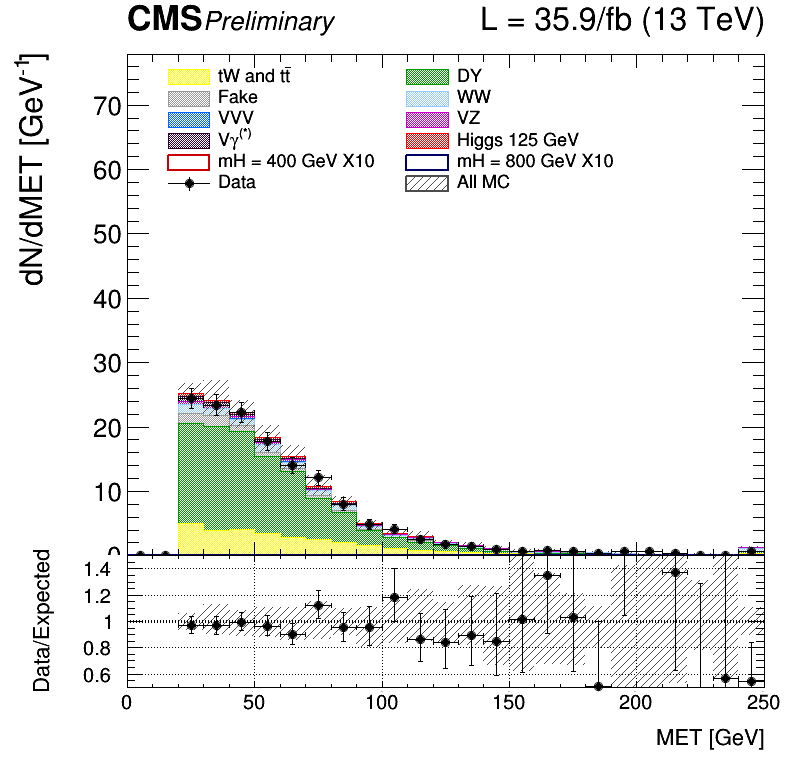 CMS Preliminary L = 35.9/fb (13 TeV)
dN/dMET [GeV⁻¹]
70
60
50
40
30
20
10
0
tW and tt̄
Fake
VVV
Vγ⁽*⁾
mH = 400 GeV X10
Data
DY
WW
VZ
Higgs 125 GeV
mH = 800 GeV X10
All MC
Data/Expected
1.4
1.2
1
0.8
0.6
0 50 100 150 200 250
MET [GeV]